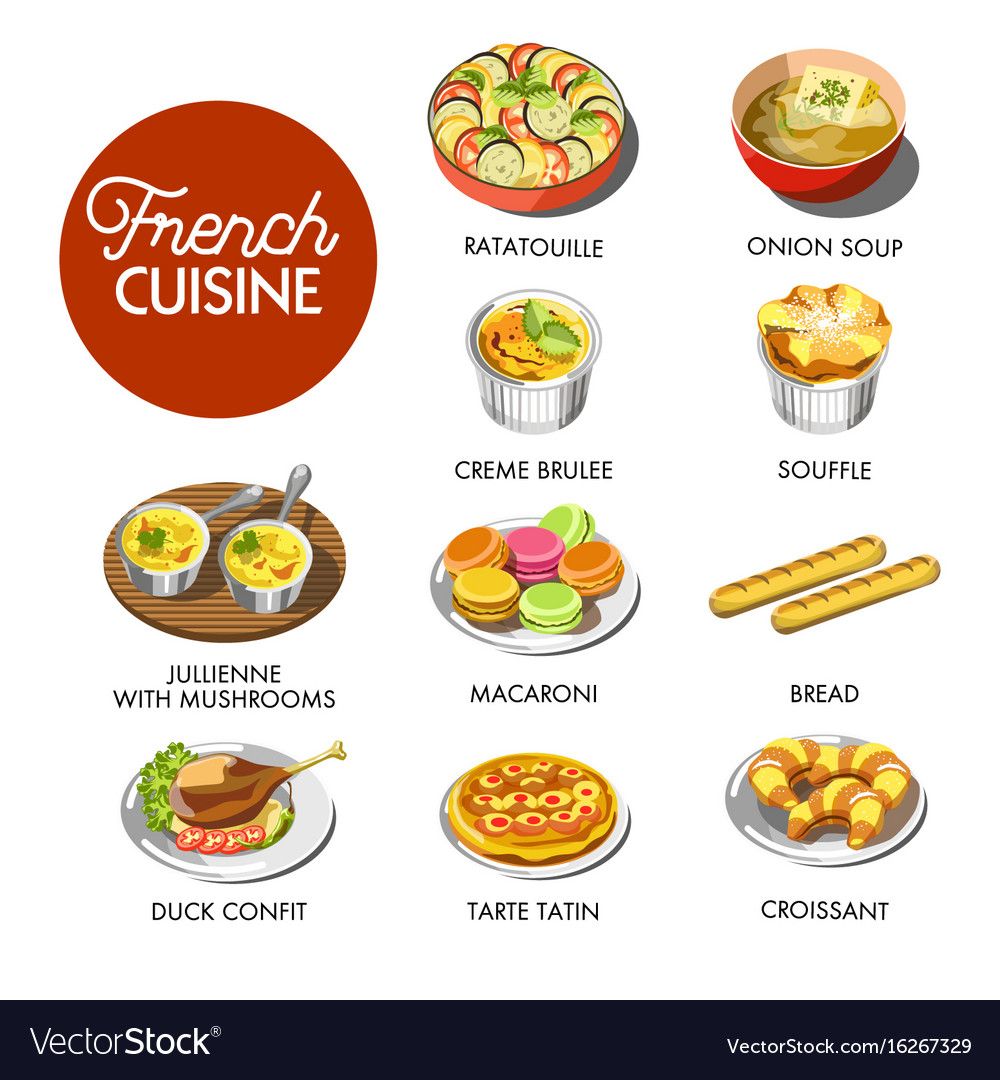 French
CUISINE
RATATOUILLE
ONION SOUP
CREME BRULEE
SOUFFLE
JULLIENNE
WITH MUSHROOMS
MACARONI
BREAD
DUCK CONFIT
TARTE TATIN
CROISSANT
VectorStock®
VectorStock.com/16267329